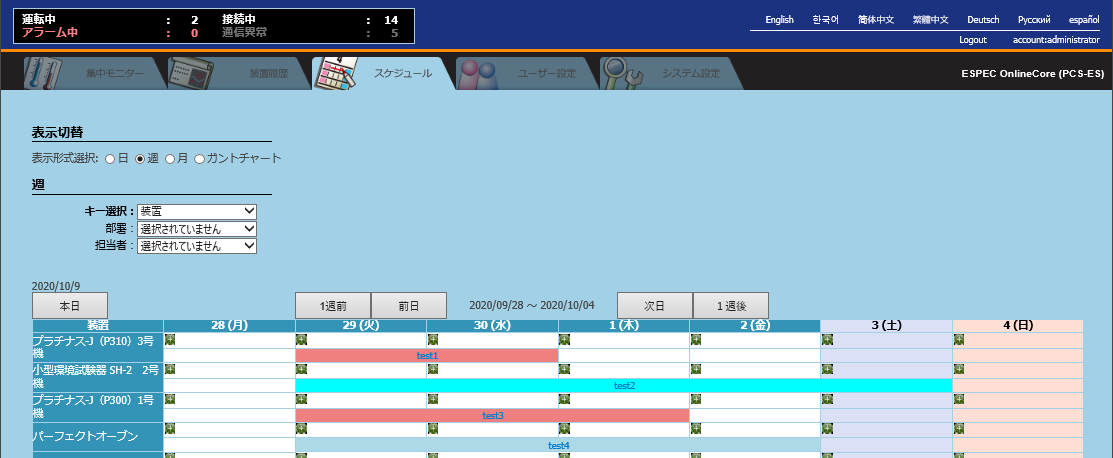 運転中 : 2 接続中 : 14
アラーム中 : 0 通信異常 : 5
English 한국어 简体中文 繁體中文 Deutsch Русский español
Logout account:administrator
集中モニター 装置履歴 スケジュール ユーザー設定 システム設定
ESPEC OnlineCore (PCS-ES)
表示切替
表示形式選択: 日 週 月 ガントチャート
週
キー選択 : 装置
部署 : 選択されていません
担当者 : 選択されていません
2020/10/9
本日 1週前 前日 2020/09/28 ～ 2020/10/04 次日 1週後
装置 28 (月) 29 (火) 30 (水) 1 (木) 2 (金) 3 (土) 4 (日)
プラチナス-J（P310）3号
機
test1
小型環境試験器 SH-2　2号
機
test2
プラチナス-J（P300）1号
機
test3
パーフェクトオーブン
test4